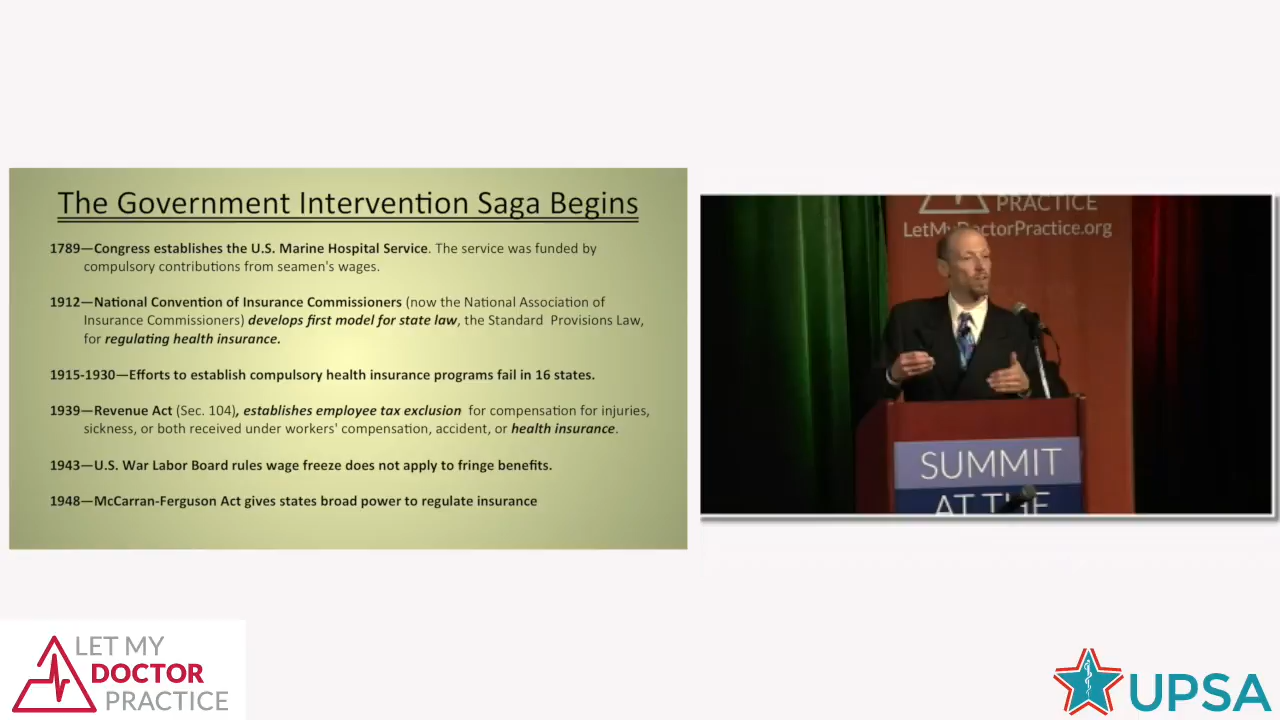 The Government Intervention Saga Begins
1789—Congress establishes the U.S. Marine Hospital Service. The service was funded by
compulsory contributions from seamen's wages.
1912—National Convention of Insurance Commissioners (now the National Association of
Insurance Commissioners) develops first model for state law, the Standard Provisions Law,
for regulating health insurance.
1915-1930—Efforts to establish compulsory health insurance programs fail in 16 states.
1939—Revenue Act (Sec. 104), establishes employee tax exclusion for compensation for injuries,
sickness, or both received under workers' compensation, accident, or health insurance.
1943—U.S. War Labor Board rules wage freeze does not apply to fringe benefits.
1948—McCarran-Ferguson Act gives states broad power to regulate insurance
PRACTICE
LetMyDoctorPractice.org
SUMMIT
AT THE
LET MY
DOCTOR
PRACTICE
UPSA